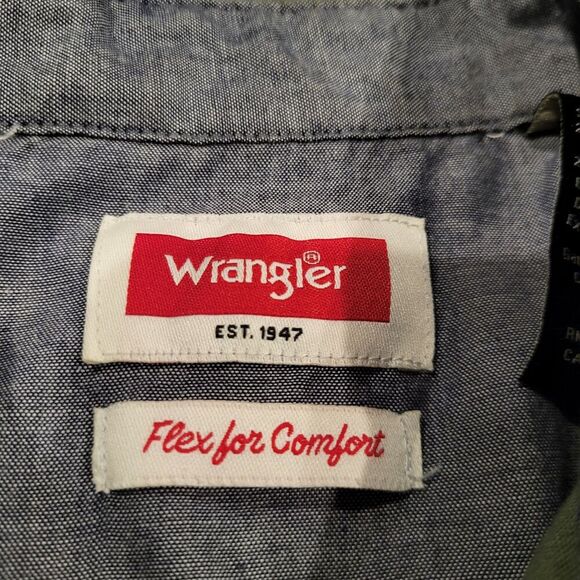 Wrangler®
EST. 1947
Flex for Comfort